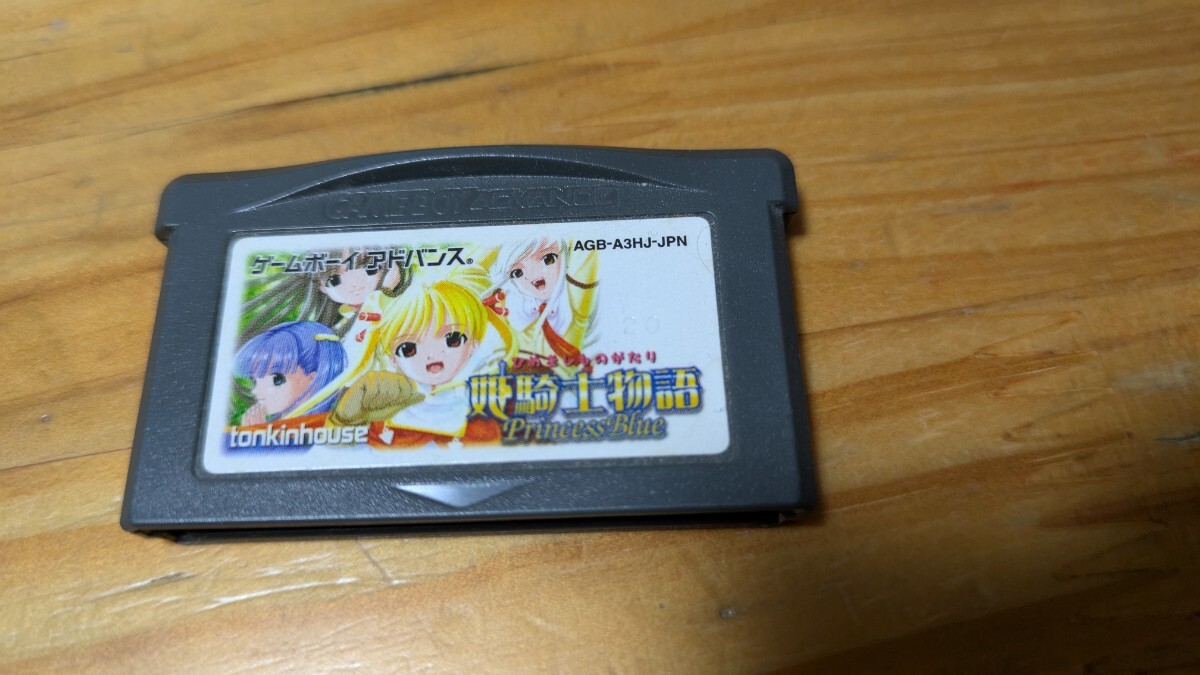 GAME BOY ADVANCE
ゲームボーイ アドバンス®
AGB-A3HJ-JPN
20
ひめきしものがたり
姫騎士物語
Princess Blue
tonkinhouse